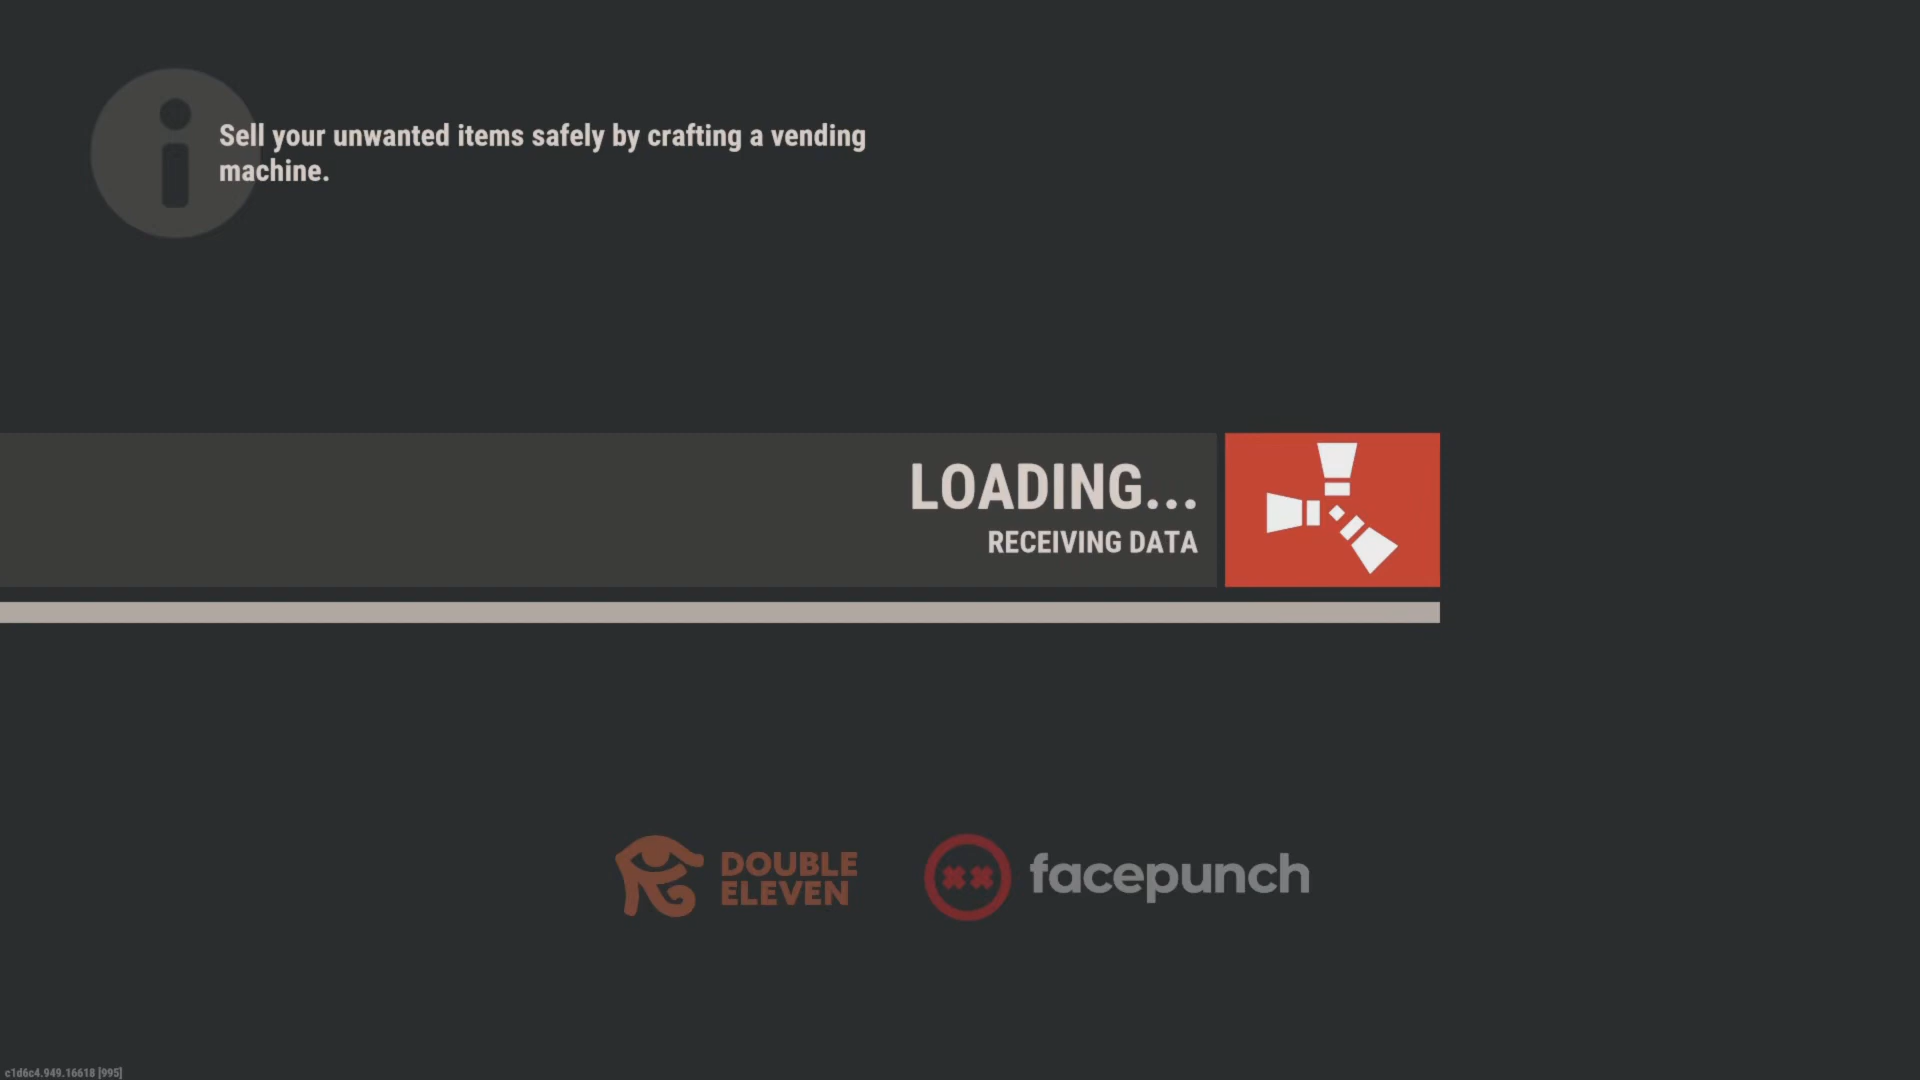 Sell your unwanted items safely by crafting a vending
machine.
LOADING...
RECEIVING DATA
DOUBLE
ELEVEN
facepunch
c1d6c4.949.16618 [995]